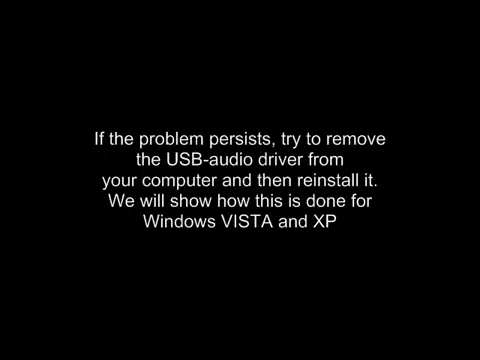 If the problem persists, try to remove
the USB-audio driver from
your computer and then reinstall it.
We will show how this is done for
Windows VISTA and XP